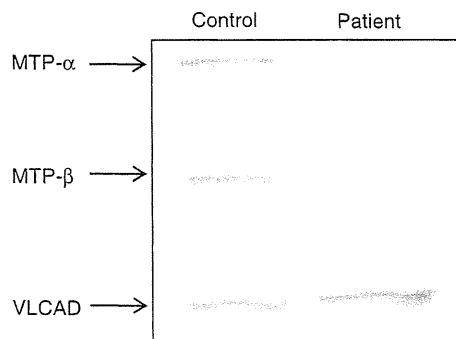 Control Patient
MTP-α
MTP-β
VLCAD